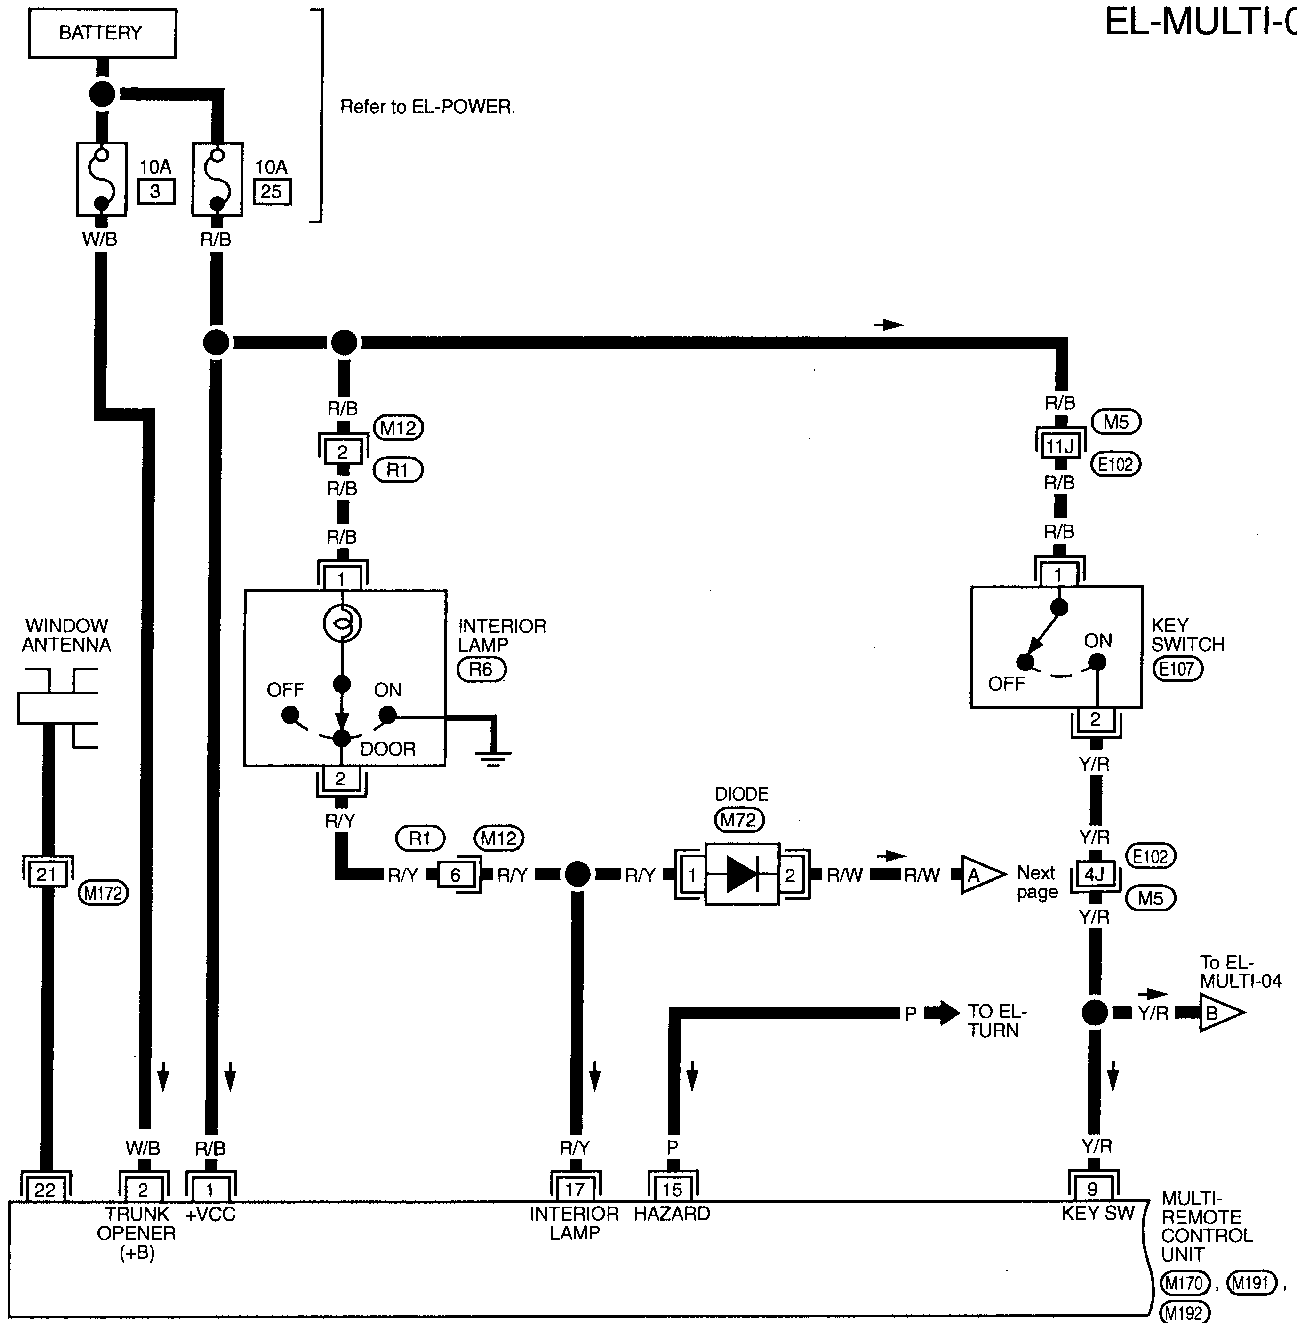 EL-MULTI-0
BATTERY
Refer to EL-POWER.
10A
3
10A
25
W/B
R/B
R/B
M12
2
R1
R/B
R/B
1
R/B
M5
11J
E102
R/B
R/B
1
WINDOW
ANTENNA
INTERIOR
LAMP
R6
OFF
ON
DOOR
2
R/Y
KEY
SWITCH
E107
ON
OFF
2
Y/R
DIODE
M72
R1
M12
R/Y
6
R/Y
R/Y
1
2
R/W
R/W
A
Next
page
Y/R
E102
4J
M5
Y/R
21
M172
To EL-
MULTI-04
Y/R
B
P
TO EL-
TURN
W/B
R/B
R/Y
P
Y/R
22
2
1
17
15
9
TRUNK
OPENER
(+B)
+VCC
INTERIOR
LAMP
HAZARD
KEY SW
MULTI-
REMOTE
CONTROL
UNIT
M170 , M191 ,
M192